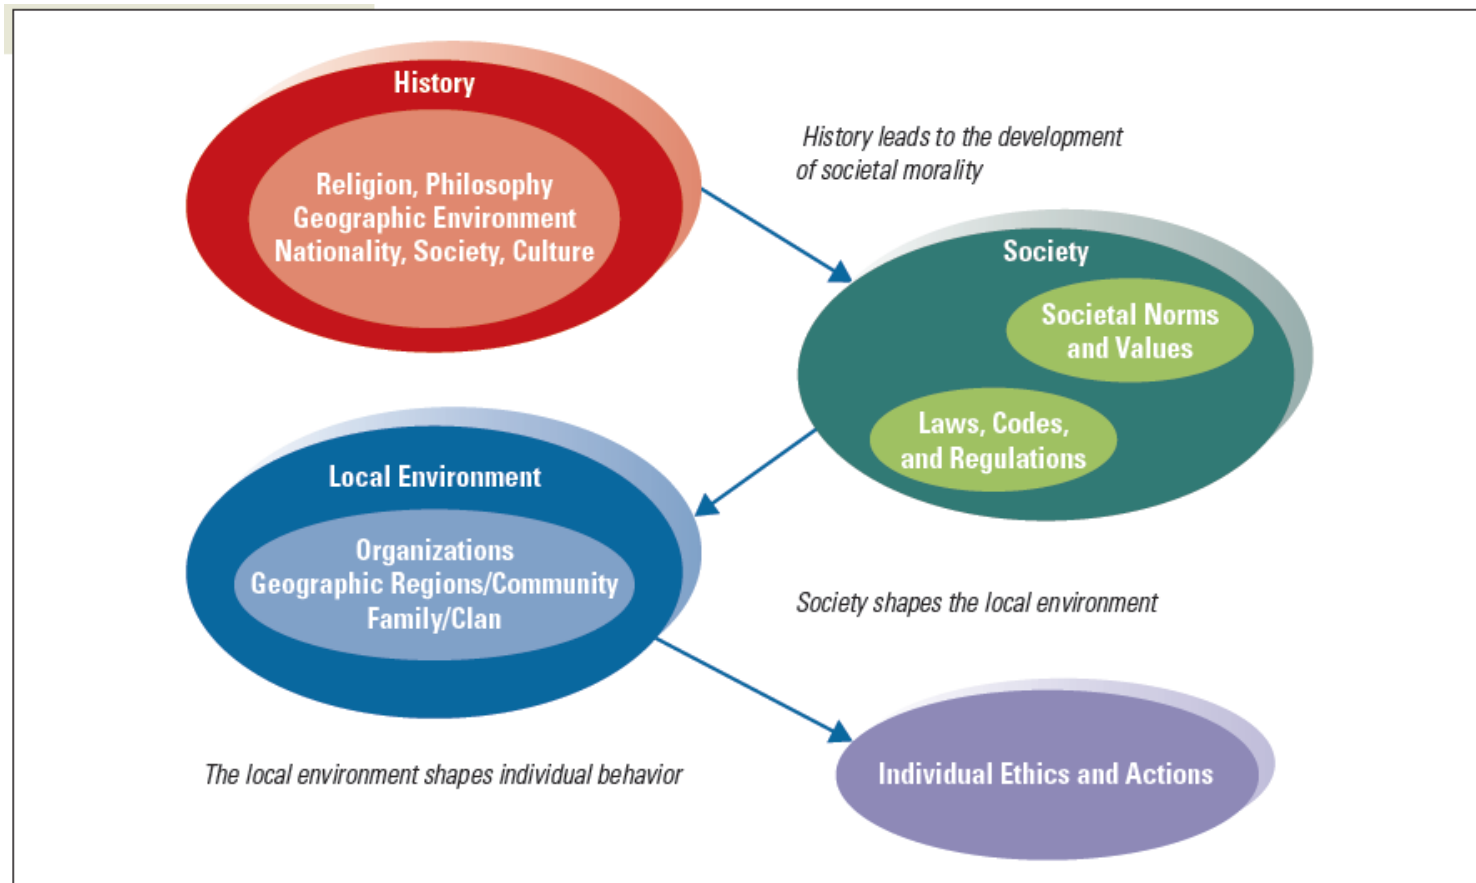 History
Religion, Philosophy
Geographic Environment
Nationality, Society, Culture
History leads to the development
of societal morality
Society
Societal Norms
and Values
Laws, Codes,
and Regulations
Local Environment
Organizations
Geographic Regions/Community
Family/Clan
Society shapes the local environment
The local environment shapes individual behavior
Individual Ethics and Actions